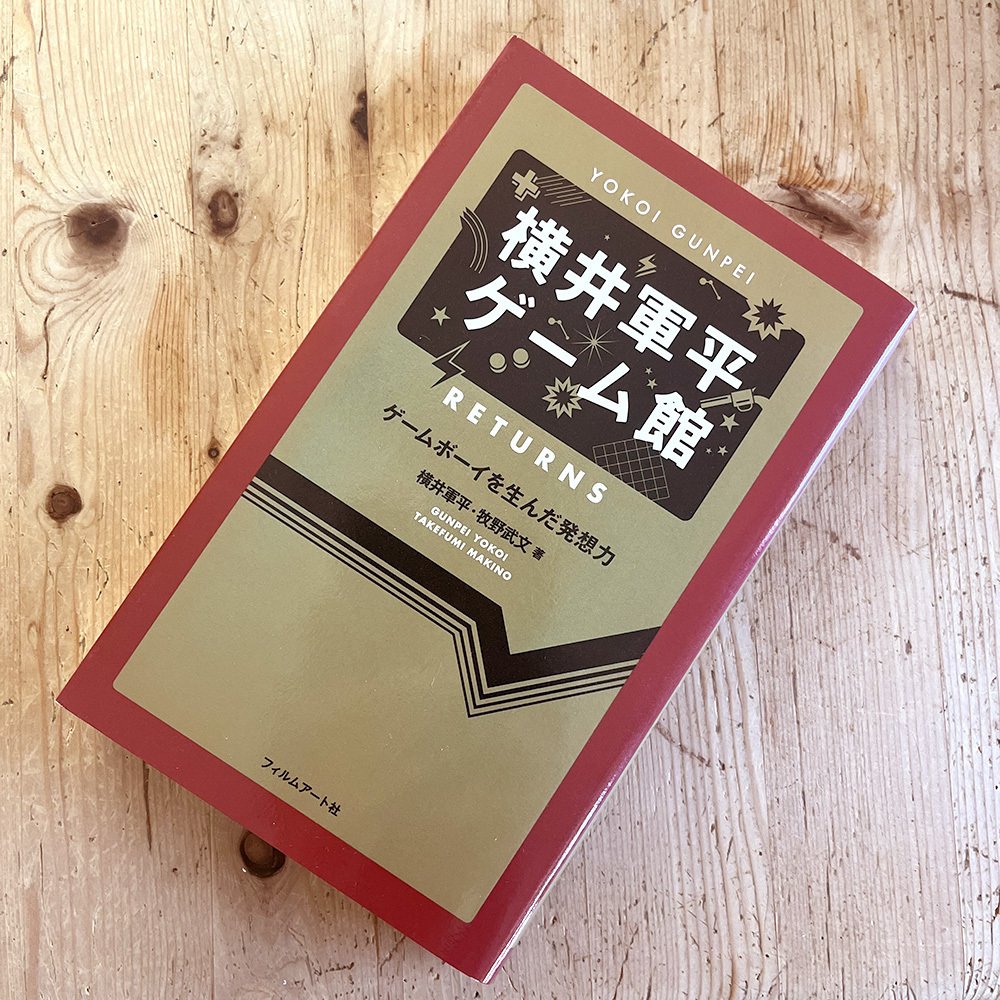 YOKOI GUNPEI
横井軍平
ゲーム館
RETURNS
ゲームボーイを生んだ発想力
横井軍平・牧野武文 著
GUNPEI YOKOI
TAKEFUMI MAKINO
フィルムアート社